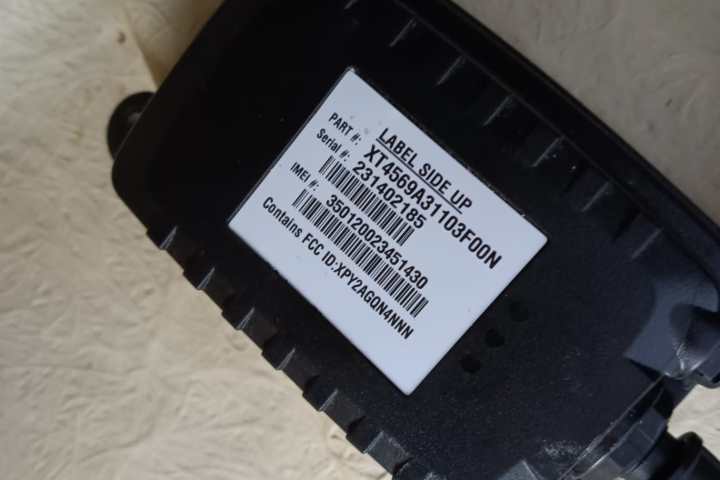 LABEL SIDE UP
PART #: XT4569A31103F00N
Serial #: 231402185
IMEI #: 350120023451430
Contains FCC ID:XPY2AGQN4NNN